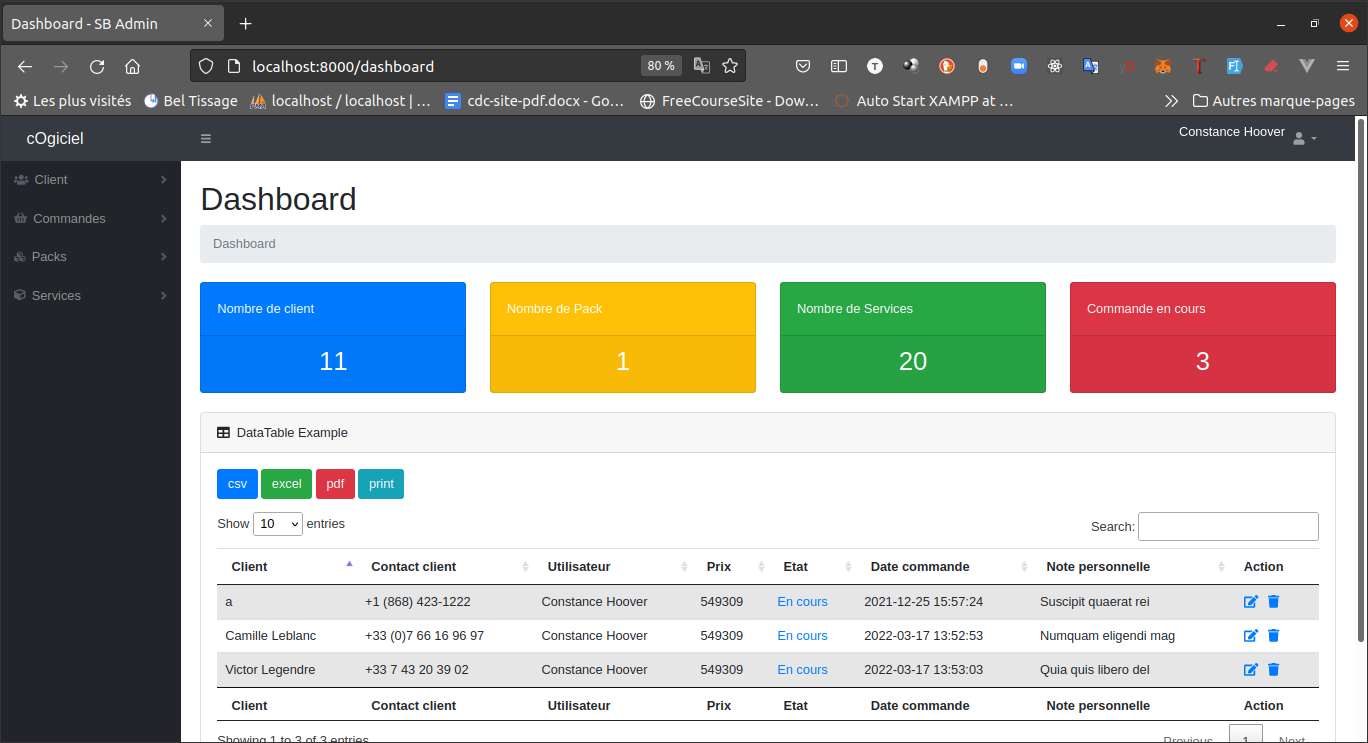 Dashboard - SB Admin
localhost:8000/dashboard 80 %
Les plus visités Bel Tissage localhost / localhost | … cdc-site-pdf.docx - Go… FreeCourseSite - Dow… Auto Start XAMPP at … Autres marque-pages
cOgiciel Constance Hoover
Client
Commandes
Packs
Services
Dashboard
Dashboard
Nombre de client Nombre de Pack Nombre de Services Commande en cours
11 1 20 3
DataTable Example
csv excel pdf print
Show 10 entries Search:
Client Contact client Utilisateur Prix Etat Date commande Note personnelle Action
a +1 (868) 423-1222 Constance Hoover 549309 En cours 2021-12-25 15:57:24 Suscipit quaerat rei
Camille Leblanc +33 (0)7 66 16 96 97 Constance Hoover 549309 En cours 2022-03-17 13:52:53 Numquam eligendi mag
Victor Legendre +33 7 43 20 39 02 Constance Hoover 549309 En cours 2022-03-17 13:53:03 Quia quis libero del
Client Contact client Utilisateur Prix Etat Date commande Note personnelle Action
Showing 1 to 3 of 3 entries Previous 1 Next